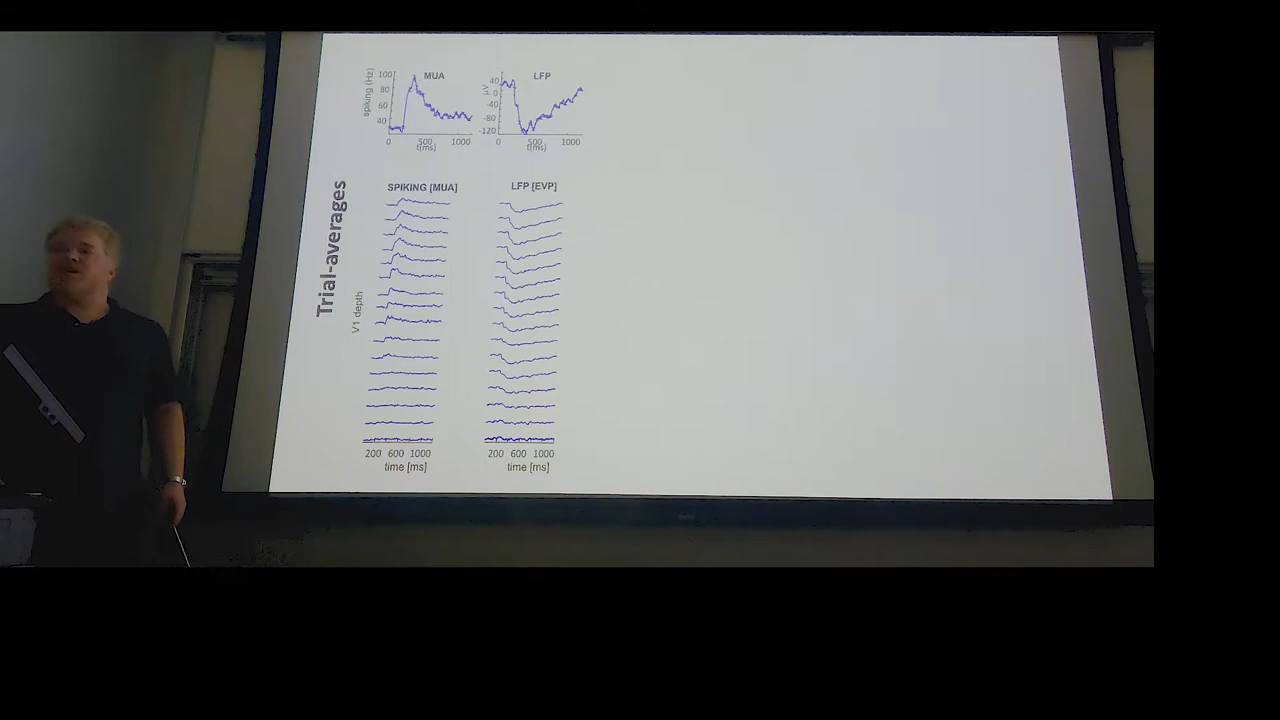 MUA
LFP
spiking (Hz)
100
80
60
40
0
500
1000
t(ms)
μV
40
0
-40
-80
-120
0
500
1000
t(ms)
Trial-averages
SPIKING [MUA]
LFP [EVP]
V1 depth
200 600 1000
time [ms]
200 600 1000
time [ms]